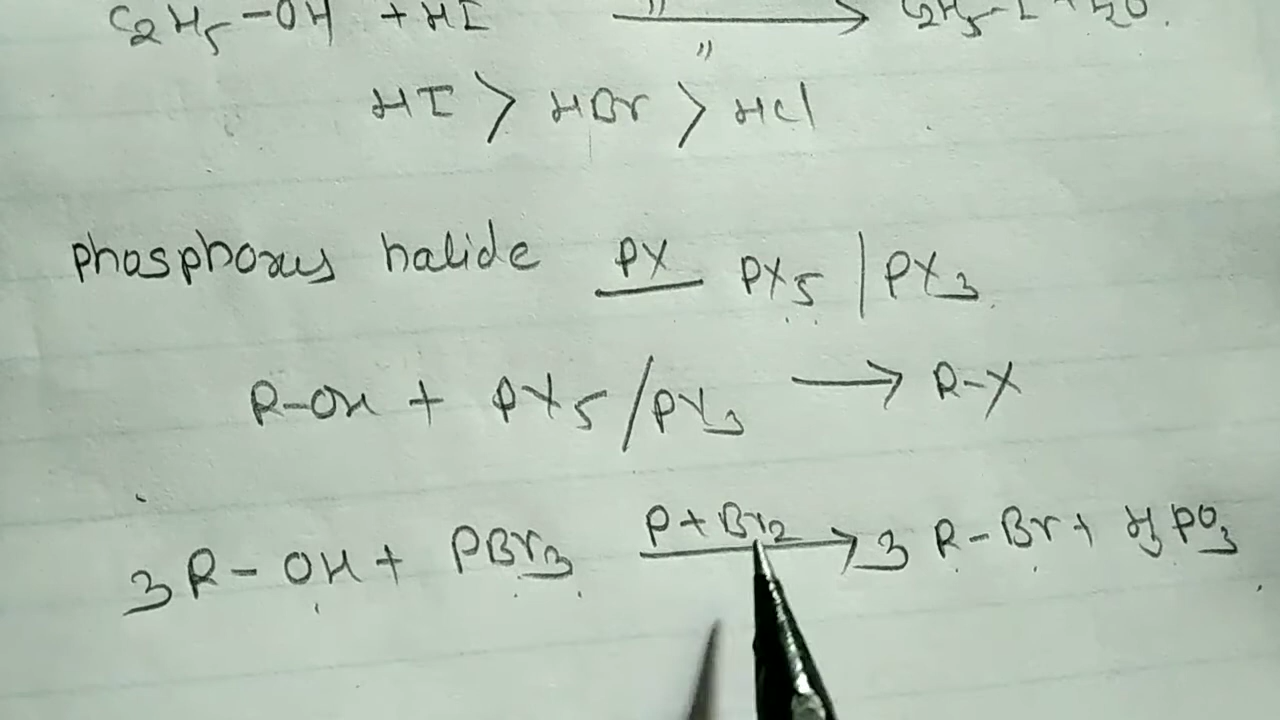 C2H5-OH + HI → C2H5-I + H2O.
"
HI > HBr > HCl
phosphorus halide PX PX5 | PX3
R-OH + PX5/PX3 → R-X
P+Br2
3R-OH + PBr3 → 3 R-Br + H3PO3